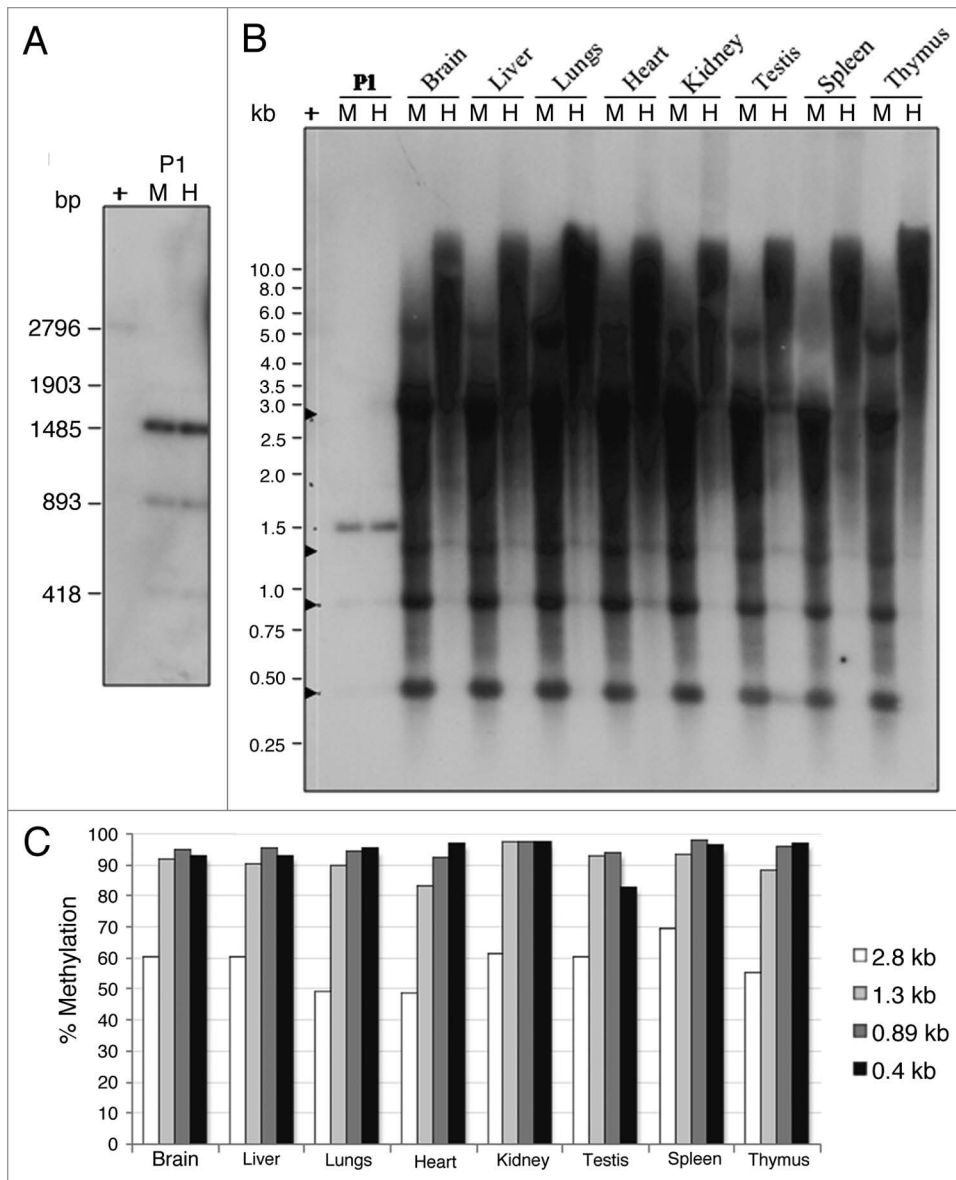 A
P1
bp + M H
2796
1903
1485
893
418
B
P1 Brain Liver Lungs Heart Kidney Testis Spleen Thymus
kb + M H M H M H M H M H M H M H M H M H
10.0
8.0
6.0
5.0
4.0
3.5
3.0
2.5
2.0
1.5
1.0
0.75
0.50
0.25
C
% Methylation
100
90
80
70
60
50
40
30
20
10
0
Brain Liver Lungs Heart Kidney Testis Spleen Thymus
2.8 kb
1.3 kb
0.89 kb
0.4 kb